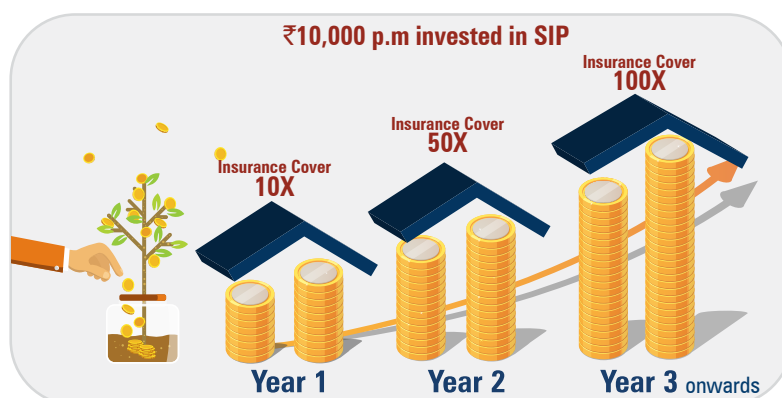 ₹10,000 p.m invested in SIP
Insurance Cover
10X
Insurance Cover
50X
Insurance Cover
100X
Year 1
Year 2
Year 3 onwards